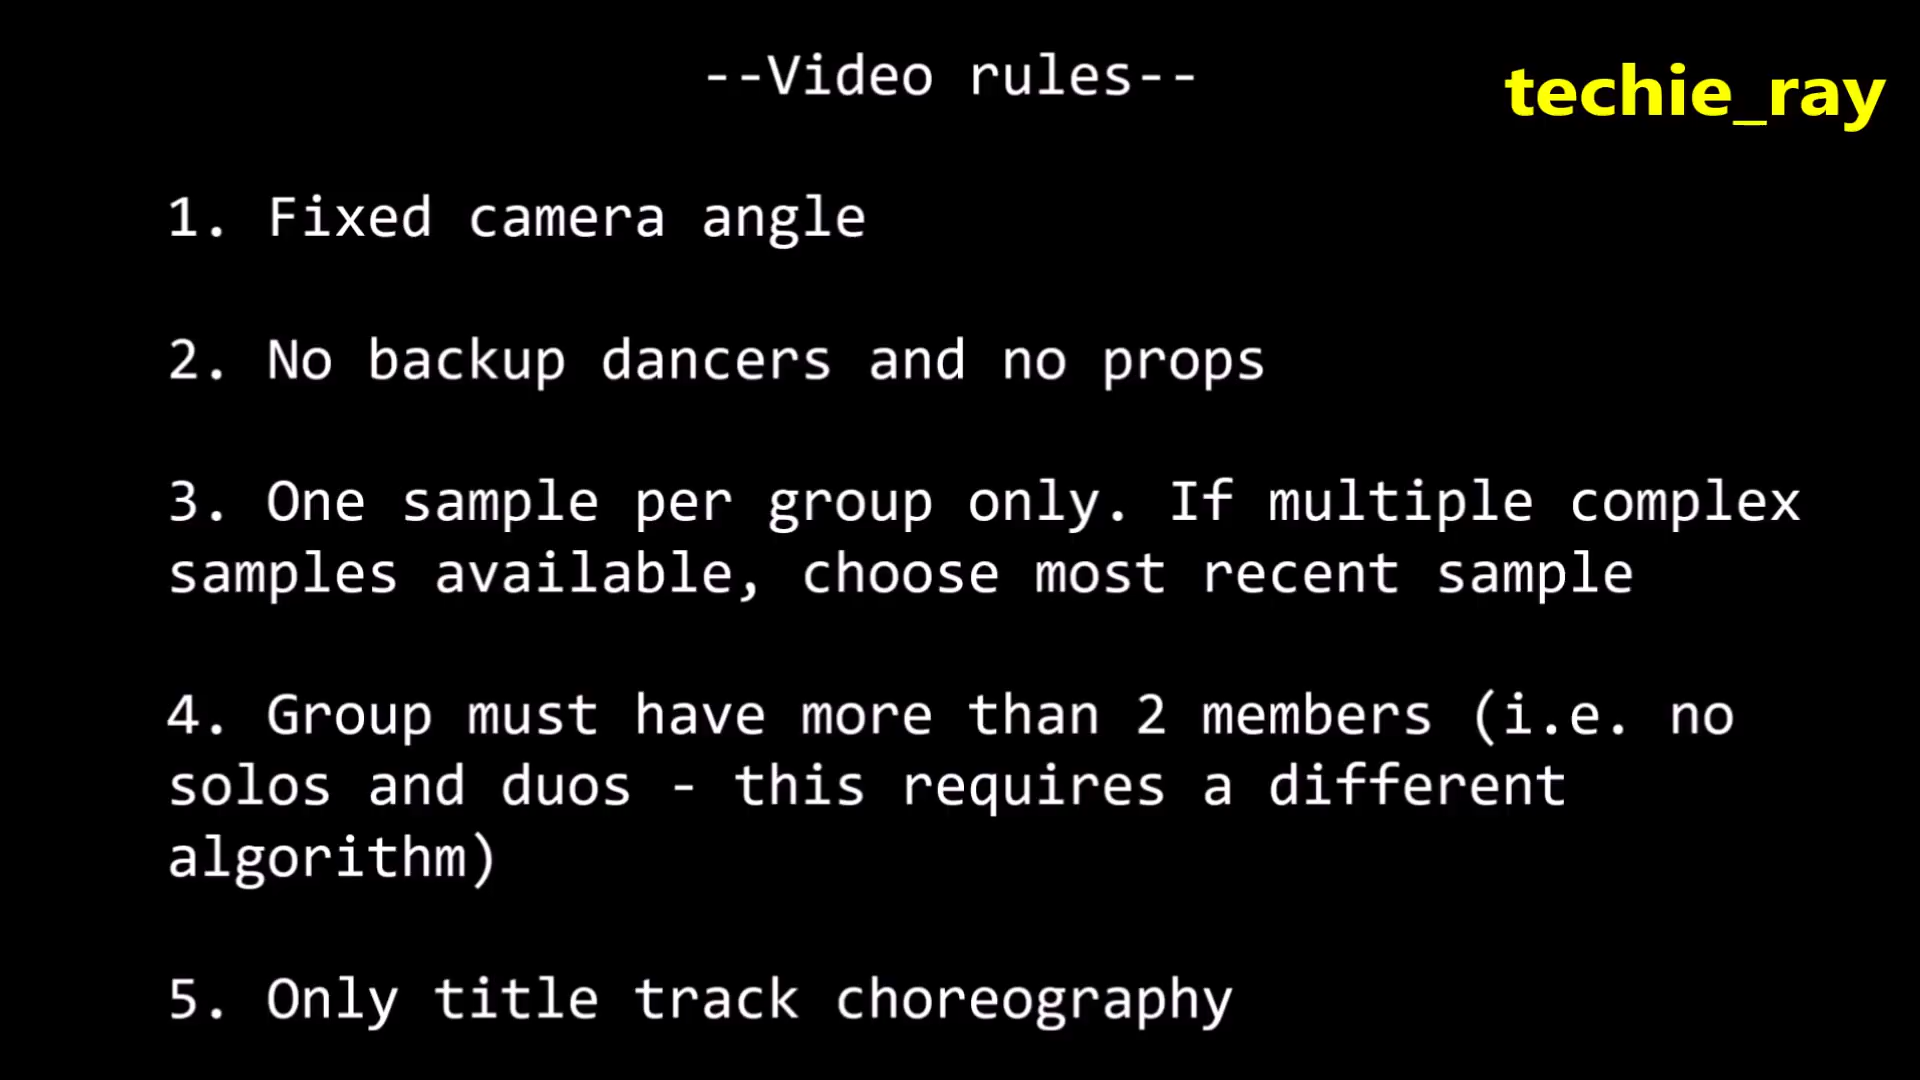 --Video rules--
techie_ray
1. Fixed camera angle
2. No backup dancers and no props
3. One sample per group only. If multiple complex
samples available, choose most recent sample
4. Group must have more than 2 members (i.e. no
solos and duos - this requires a different
algorithm)
5. Only title track choreography